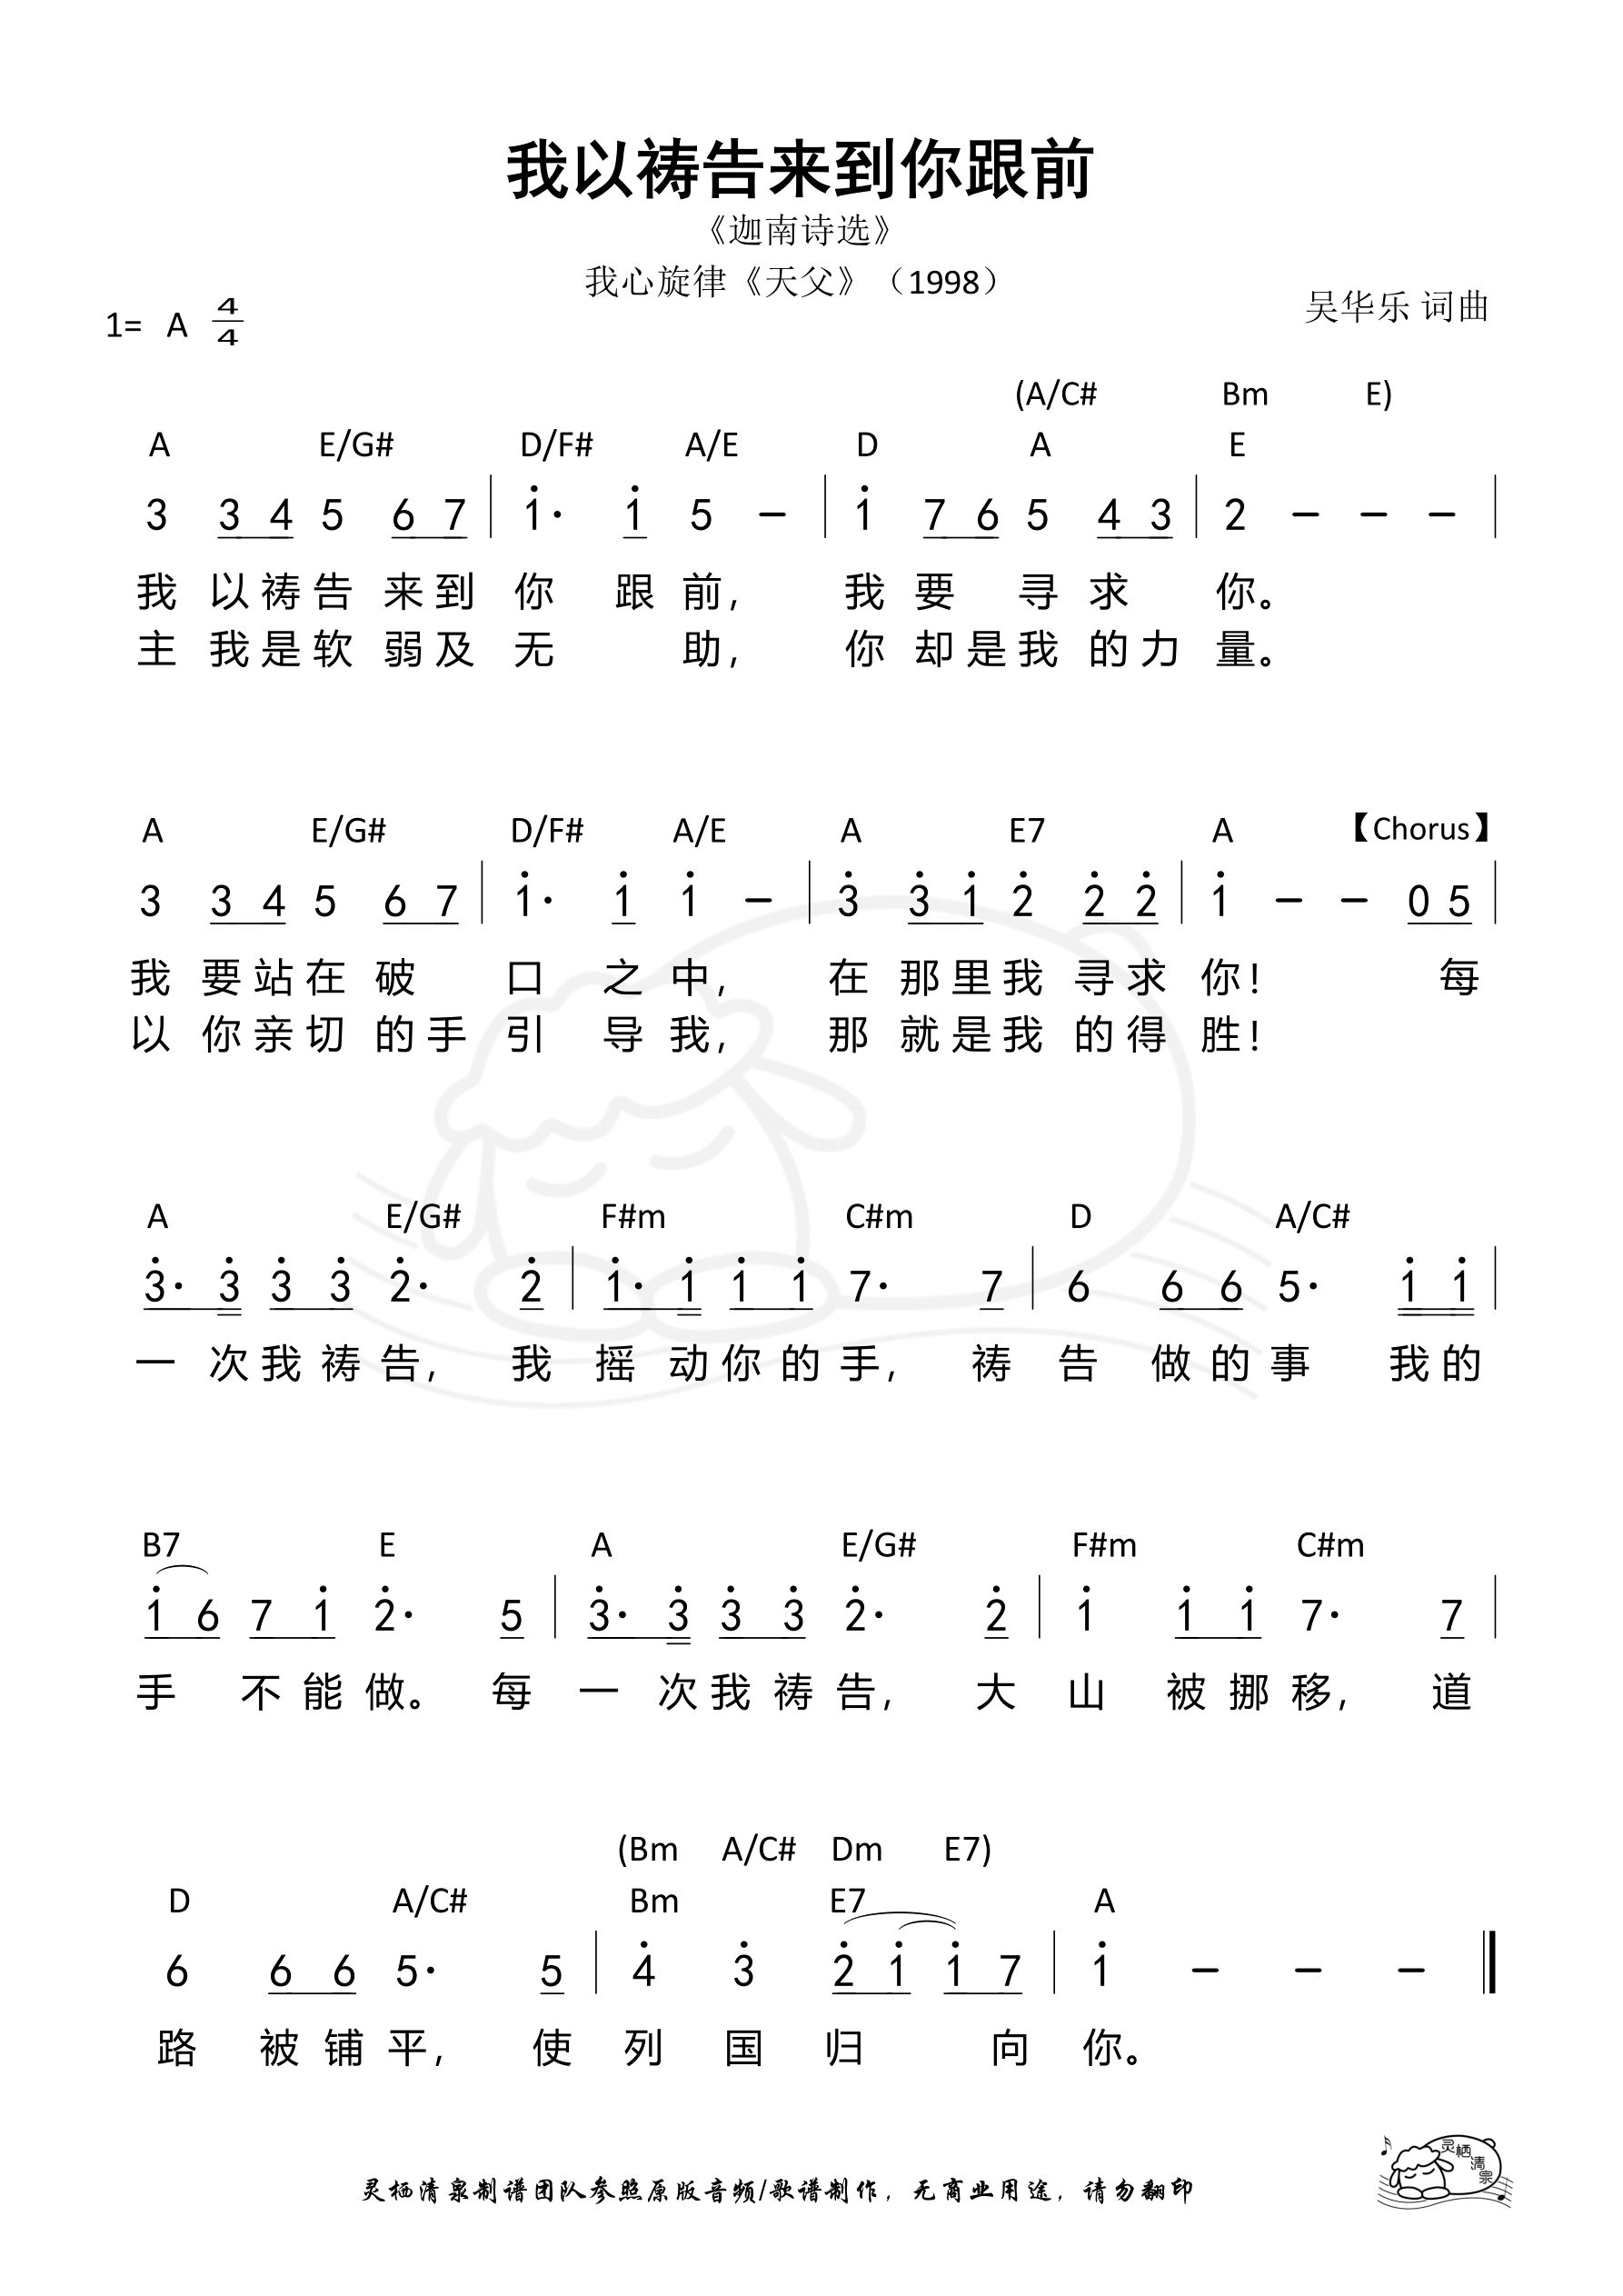 我以祷告来到你跟前
《迦南诗选》
我心旋律《天父》（1998）
吴华乐 词曲
1= A 4/4
(A/C# Bm E)
A E/G# D/F# A/E D A E
3 3 4 5 6 7 | 1̇· 1̇ 5 – | 1̇ 7 6 5 4 3 | 2 – – – |
我 以祷告 来到 你 跟 前， 我 要 寻 求 你。
主 我是软 弱及 无 助， 你 却是我 的力 量。
A E/G# D/F# A/E A E7 A 【Chorus】
3 3 4 5 6 7 | 1̇· 1̇ 1̇ – | 3̇ 3̇ 1̇ 2̇ 2̇ 2̇ | 1̇ – – 0 5 |
我 要站在 破 口 之 中， 在 那里我 寻求 你！ 每
以 你亲切 的手 引 导 我， 那 就是我 的得 胜！
A E/G# F#m C#m D A/C#
3̇· 3̇ 3̇ 3̇ 2̇· 2̇ | 1̇· 1̇ 1̇ 1̇ 7· 7 | 6 6 6 5· 1̇ 1̇ |
一 次我 祷 告， 我 摇 动你 的 手， 祷 告 做 的 事 我的
B7 E A E/G# F#m C#m
1̇ 6 7 1̇ 2̇· 5 | 3̇· 3̇ 3̇ 3̇ 2̇· 2̇ | 1̇ 1̇ 1̇ 7· 7 |
手 不 能 做。 每 一 次我 祷 告， 大 山 被 挪 移， 道
(Bm A/C# Dm E7)
D A/C# Bm E7 A
6 6 6 5· 5 | 4̇ 3̇ 2̇ 1̇ 1̇ 7 | 1̇ – – – ‖
路 被 铺 平， 使 列 国 归 向 你。
灵栖清泉
灵栖清泉制谱团队参照原版音频/歌谱制作，无商业用途，请勿翻印